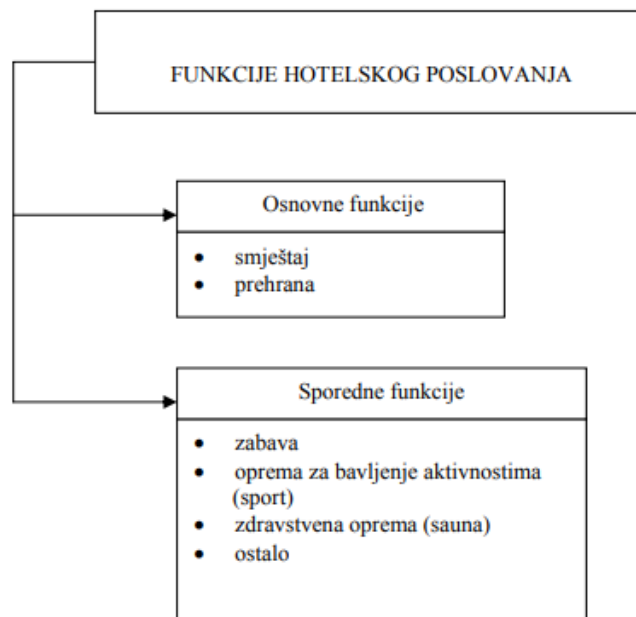 FUNKCIJE HOTELSKOG POSLOVANJA
Osnovne funkcije
• smještaj
• prehrana
Sporedne funkcije
• zabava
• oprema za bavljenje aktivnostima
(sport)
• zdravstvena oprema (sauna)
• ostalo